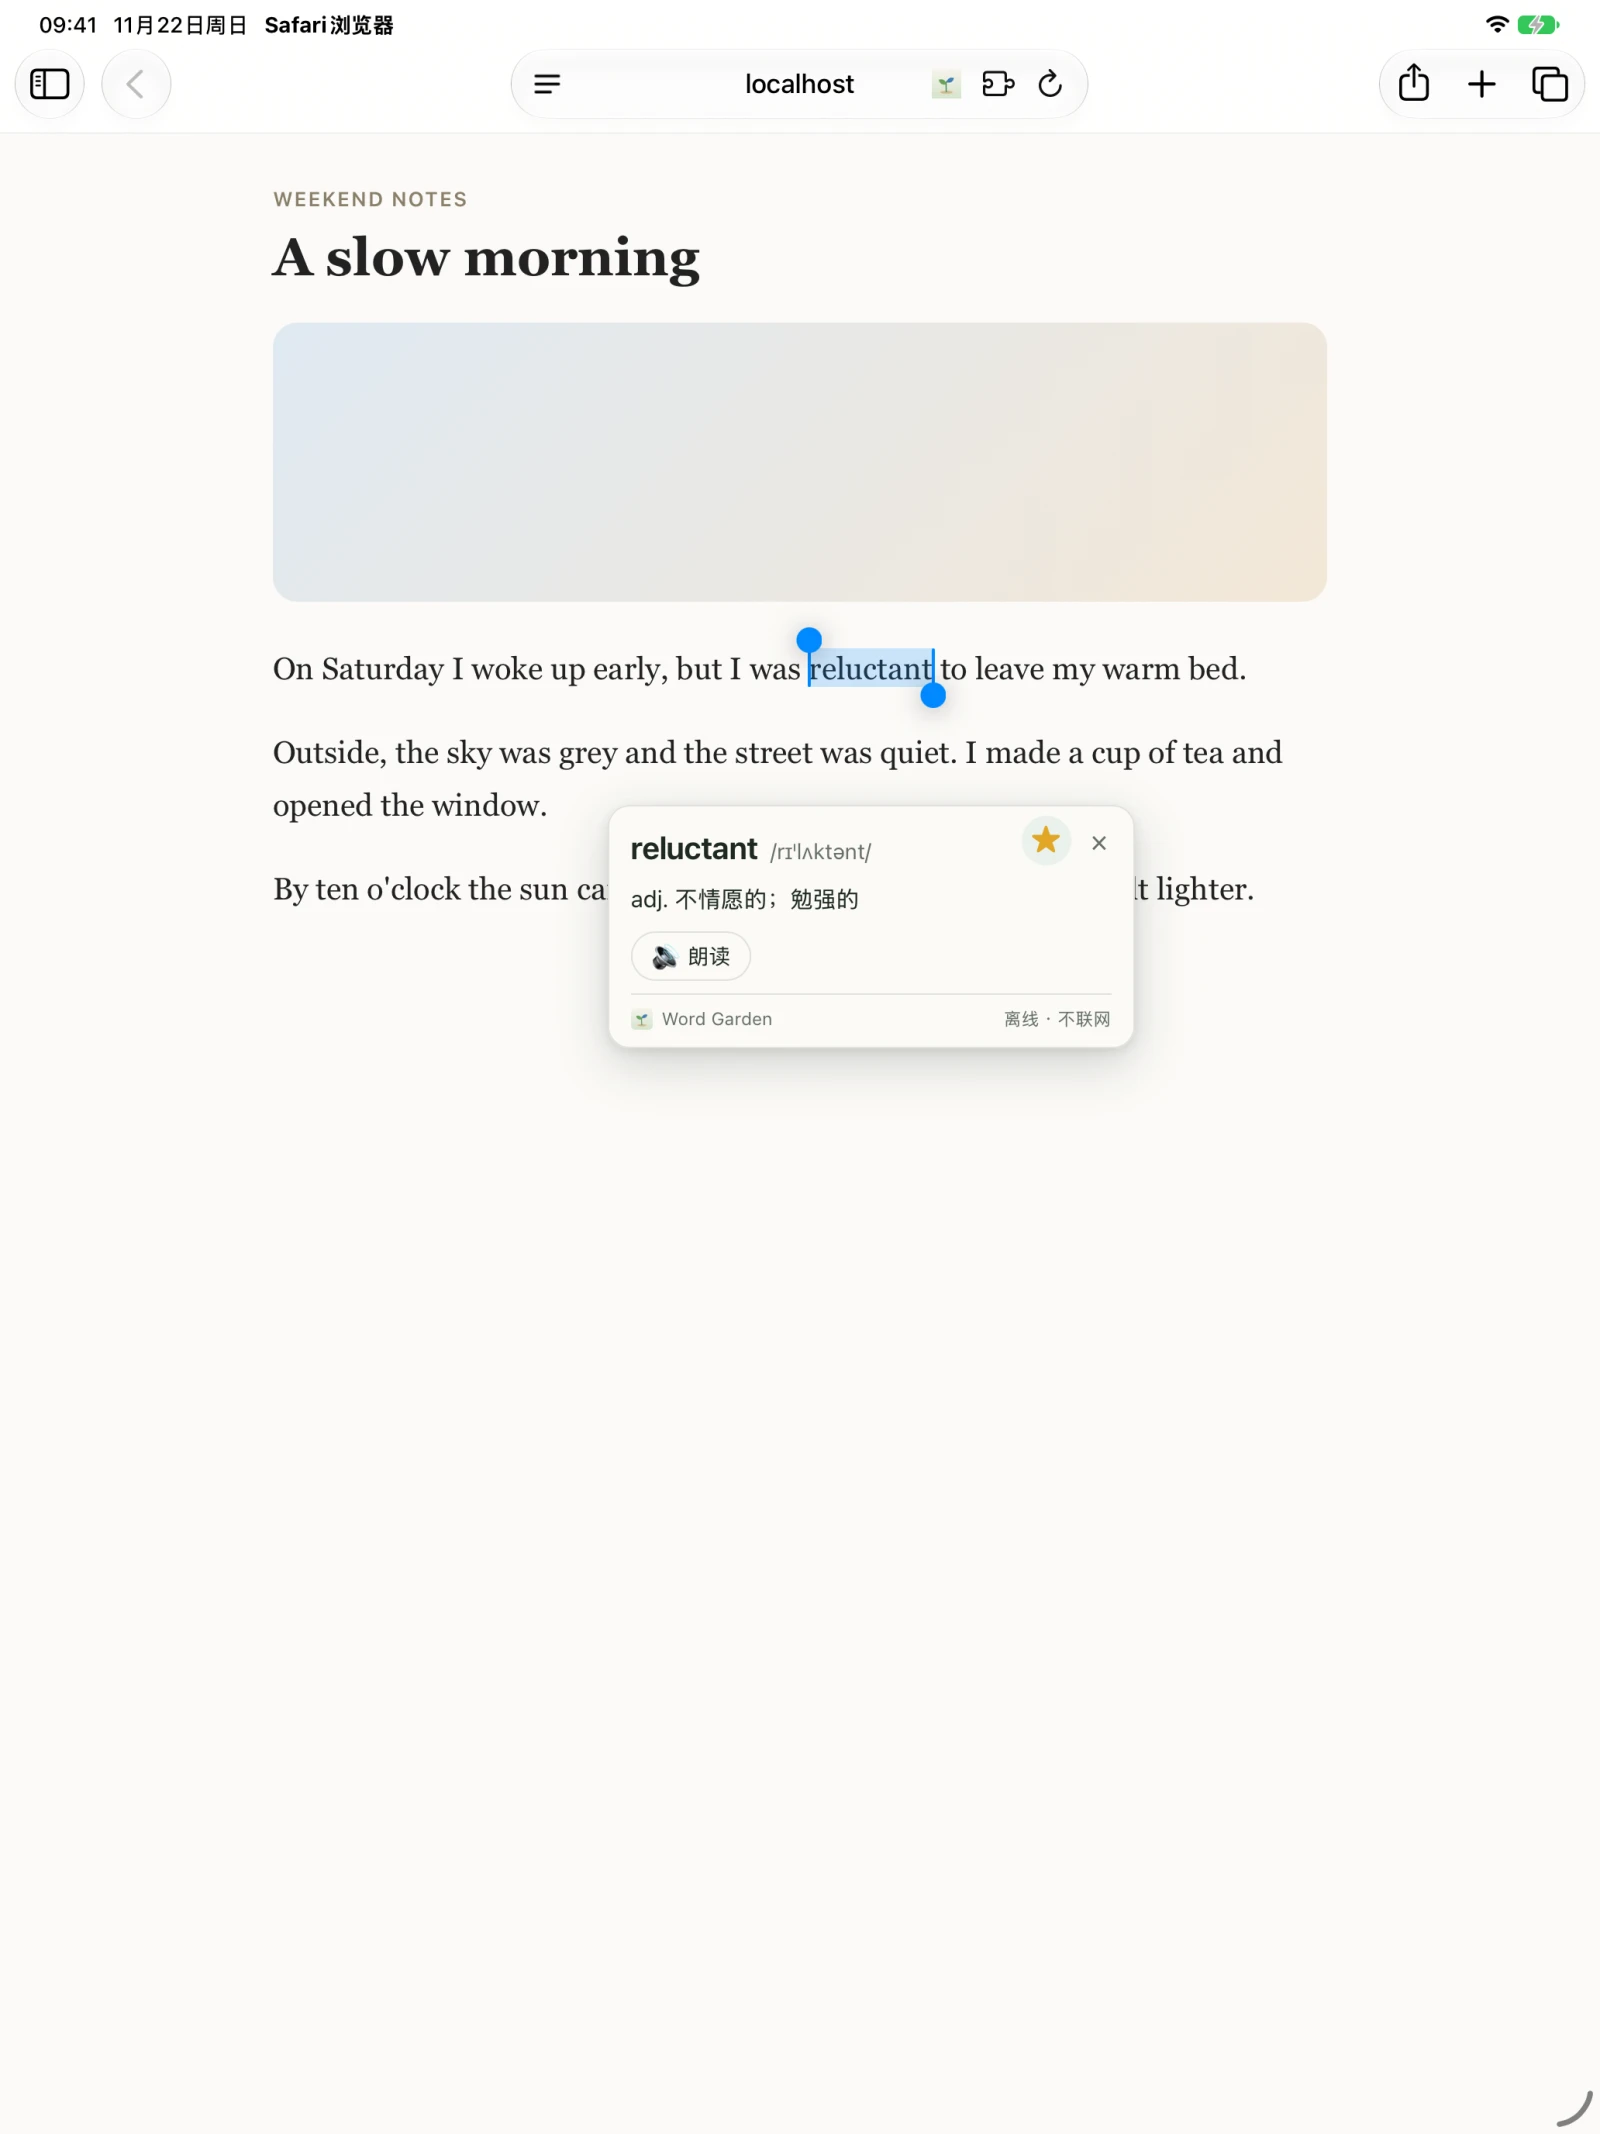 09:41 11月22日周日 Safari浏览器
localhost
WEEKEND NOTES
A slow morning
On Saturday I woke up early, but I was reluctant to leave my warm bed.
Outside, the sky was grey and the street was quiet. I made a cup of tea and
opened the window.
By ten o'clock the sun lighter.
reluctant /rɪˈlʌktənt/
adj. 不情愿的；勉强的
朗读
Word Garden 离线 · 不联网